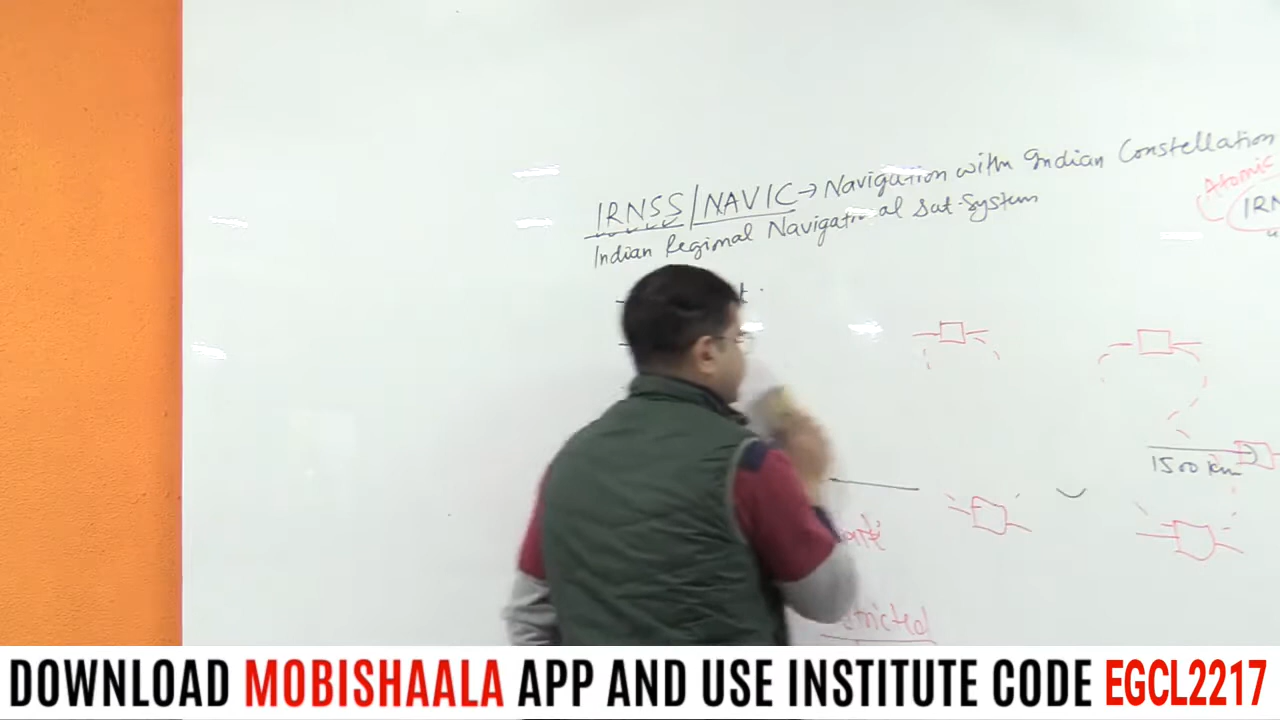 IRNSS/NAVIC → Navigation with Indian Constellation
Indian Regional Navigational Sat-System
Atomic
1500 km
DOWNLOAD MOBISHAALA APP AND USE INSTITUTE CODE EGCL2217